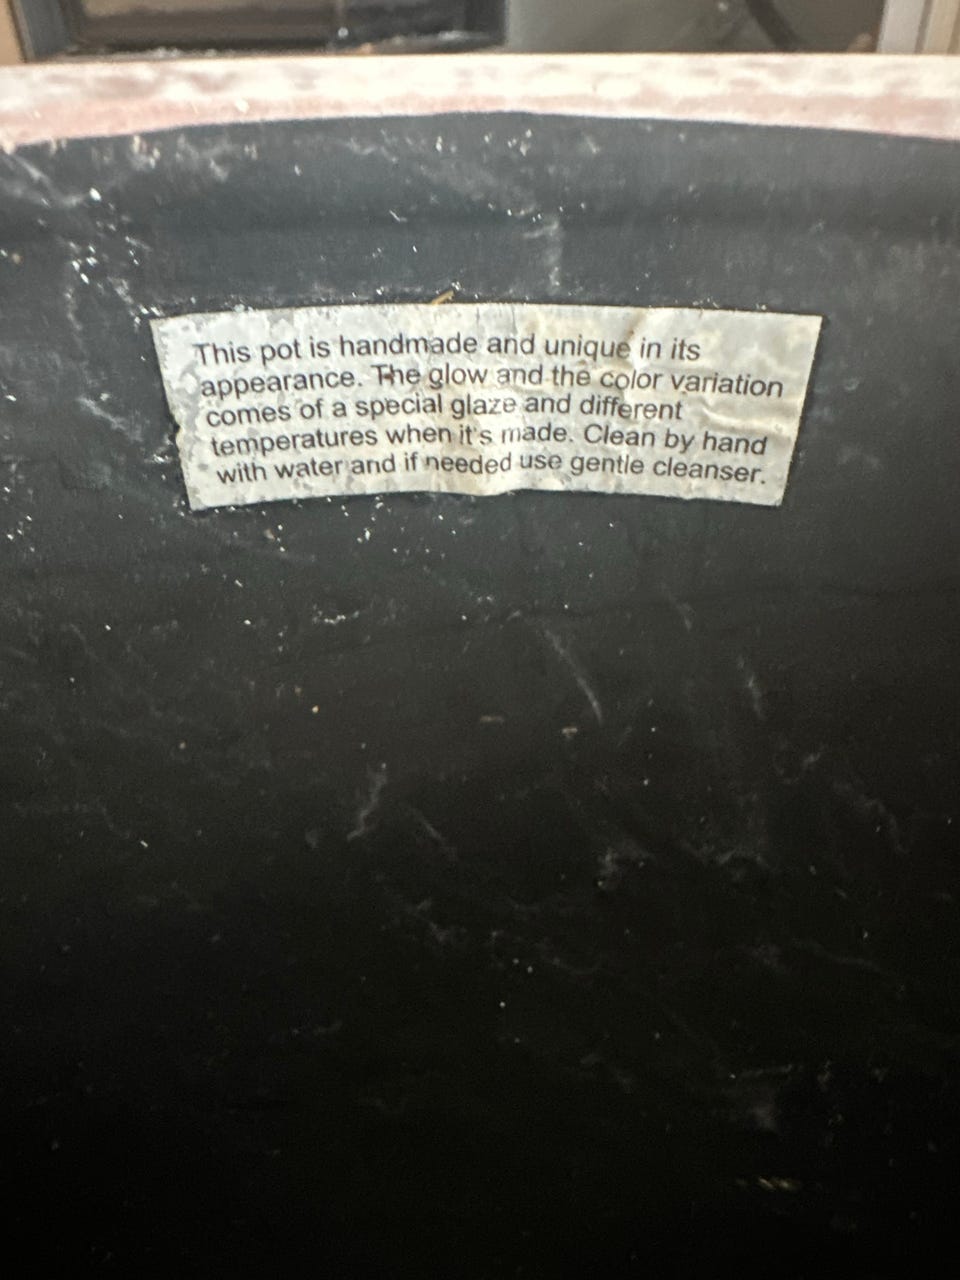 This pot is handmade and unique in its
appearance. The glow and the color variation
comes of a special glaze and different
temperatures when it's made. Clean by hand
with water and if needed use gentle cleanser.